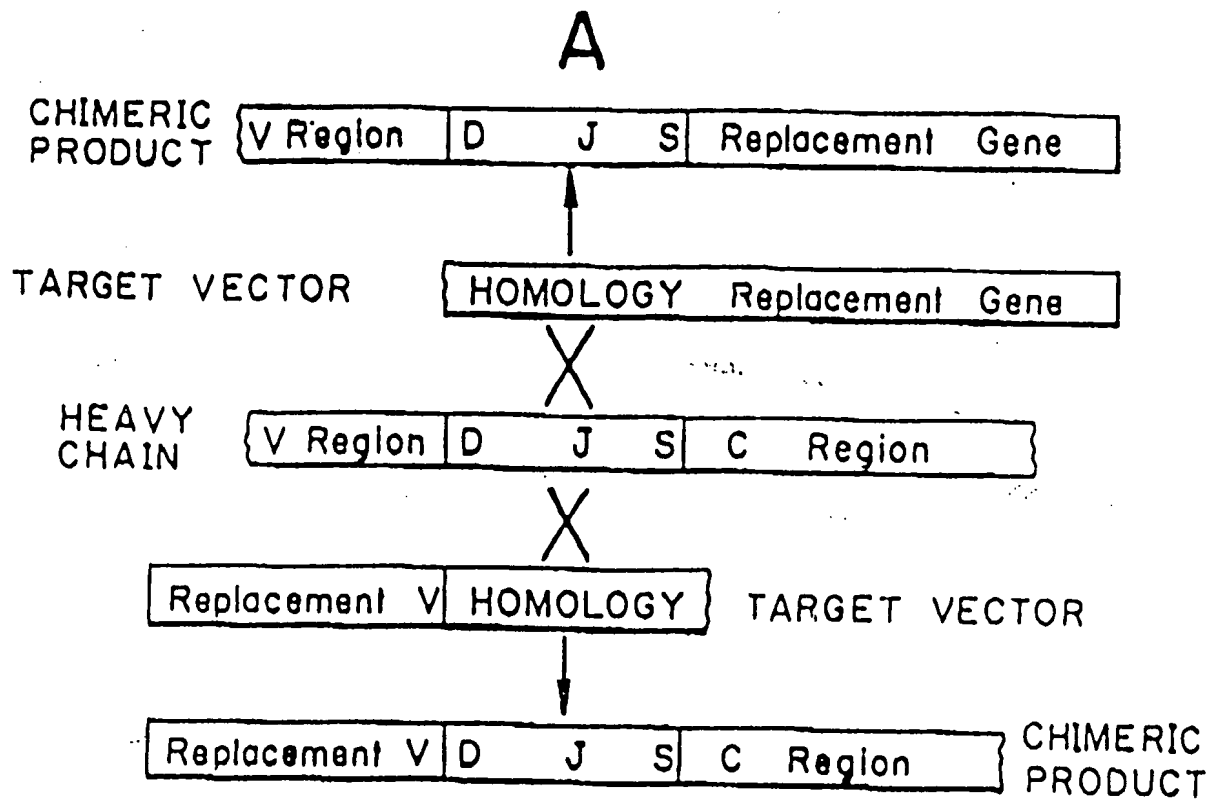 A
CHIMERIC
PRODUCT
V Region D J S Replacement Gene
TARGET VECTOR
HOMOLOGY Replacement Gene
HEAVY
CHAIN
V Region D J S C Region
Replacement V HOMOLOGY
TARGET VECTOR
Replacement V D J S C Region
CHIMERIC
PRODUCT